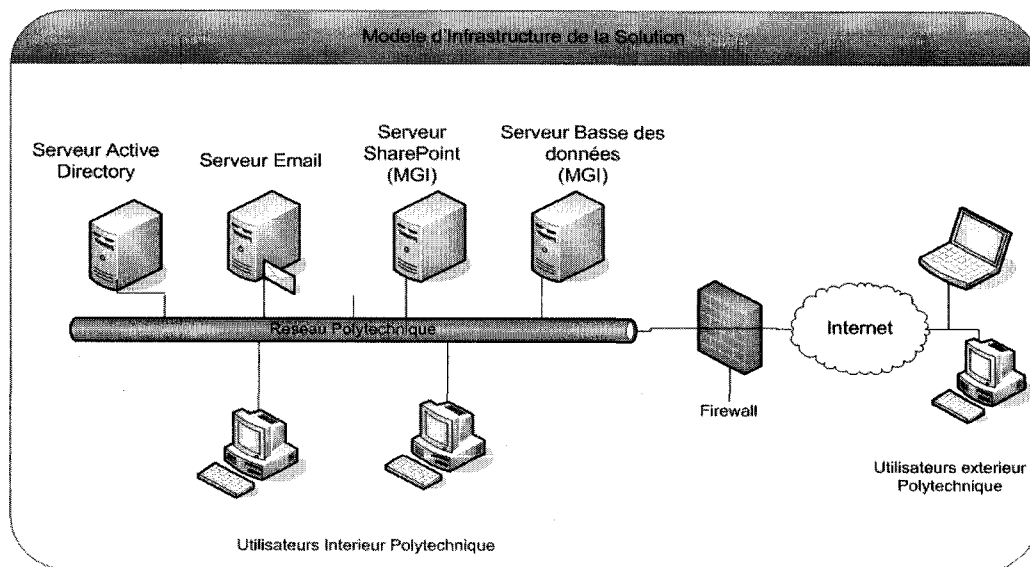 Modele d'Infrastructure de la Solution
Serveur Active
Directory
Serveur Email
Serveur
SharePoint
(MGI)
Serveur Basse des
données
(MGI)
Reseau Polytechnique
Firewall
Internet
Utilisateurs exterieur
Polytechnique
Utilisateurs Interieur Polytechnique